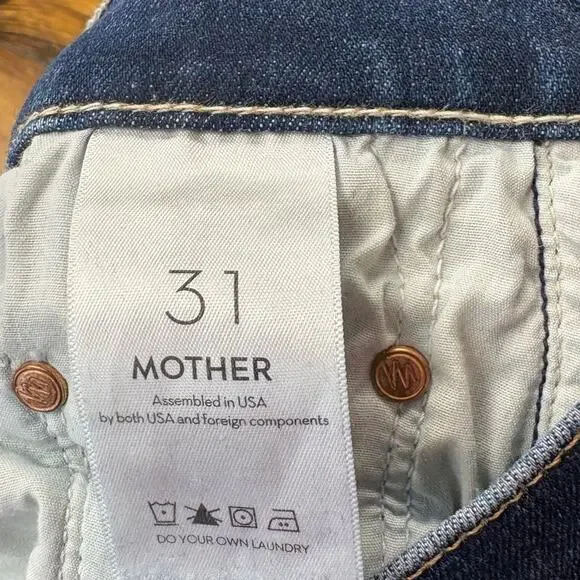 31
MOTHER
Assembled in USA
by both USA and foreign components
DO YOUR OWN LAUNDRY